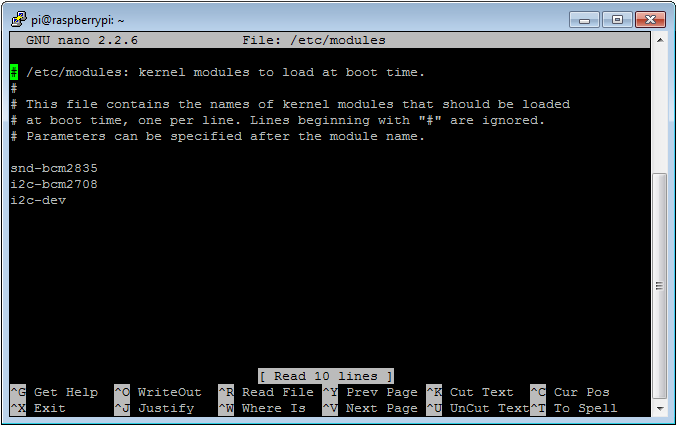 pi@raspberrypi: ~
GNU nano 2.2.6 File: /etc/modules
# /etc/modules: kernel modules to load at boot time.
#
# This file contains the names of kernel modules that should be loaded
# at boot time, one per line. Lines beginning with "#" are ignored.
# Parameters can be specified after the module name.
snd-bcm2835
i2c-bcm2708
i2c-dev
[ Read 10 lines ]
^G Get Help ^O WriteOut ^R Read File ^Y Prev Page ^K Cut Text ^C Cur Pos
^X Exit ^J Justify ^W Where Is ^V Next Page ^U UnCut Text ^T To Spell